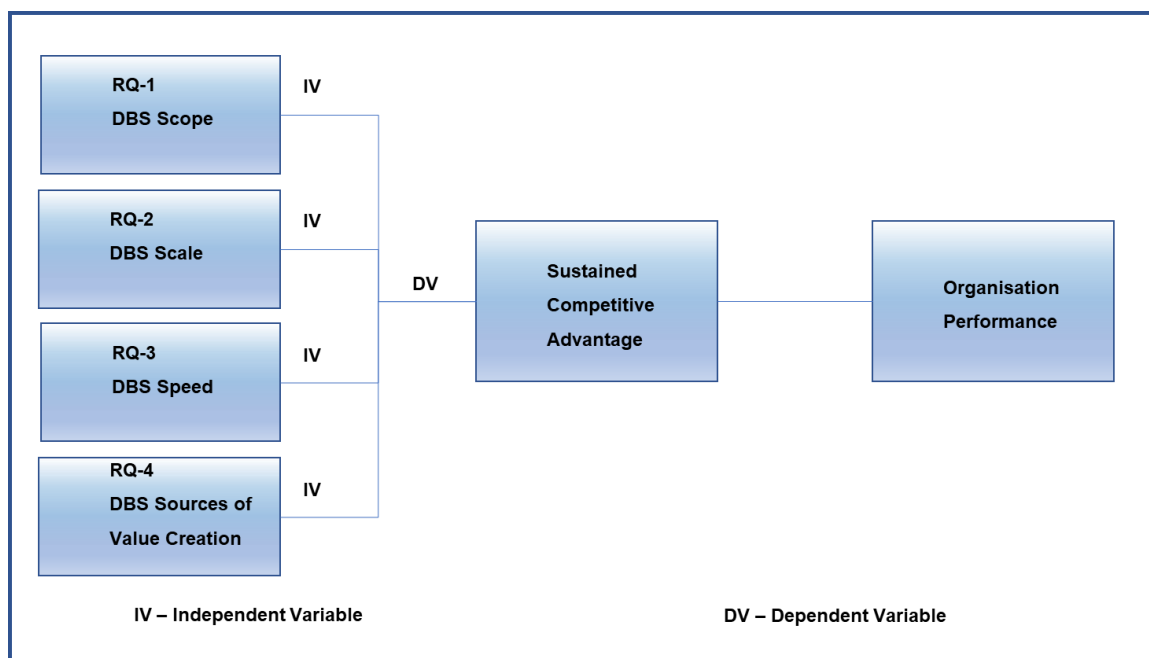 RQ-1
DBS Scope
IV
RQ-2
DBS Scale
IV
RQ-3
DBS Speed
IV
RQ-4
DBS Sources of
Value Creation
IV
DV
Sustained
Competitive
Advantage
Organisation
Performance
IV – Independent Variable
DV – Dependent Variable